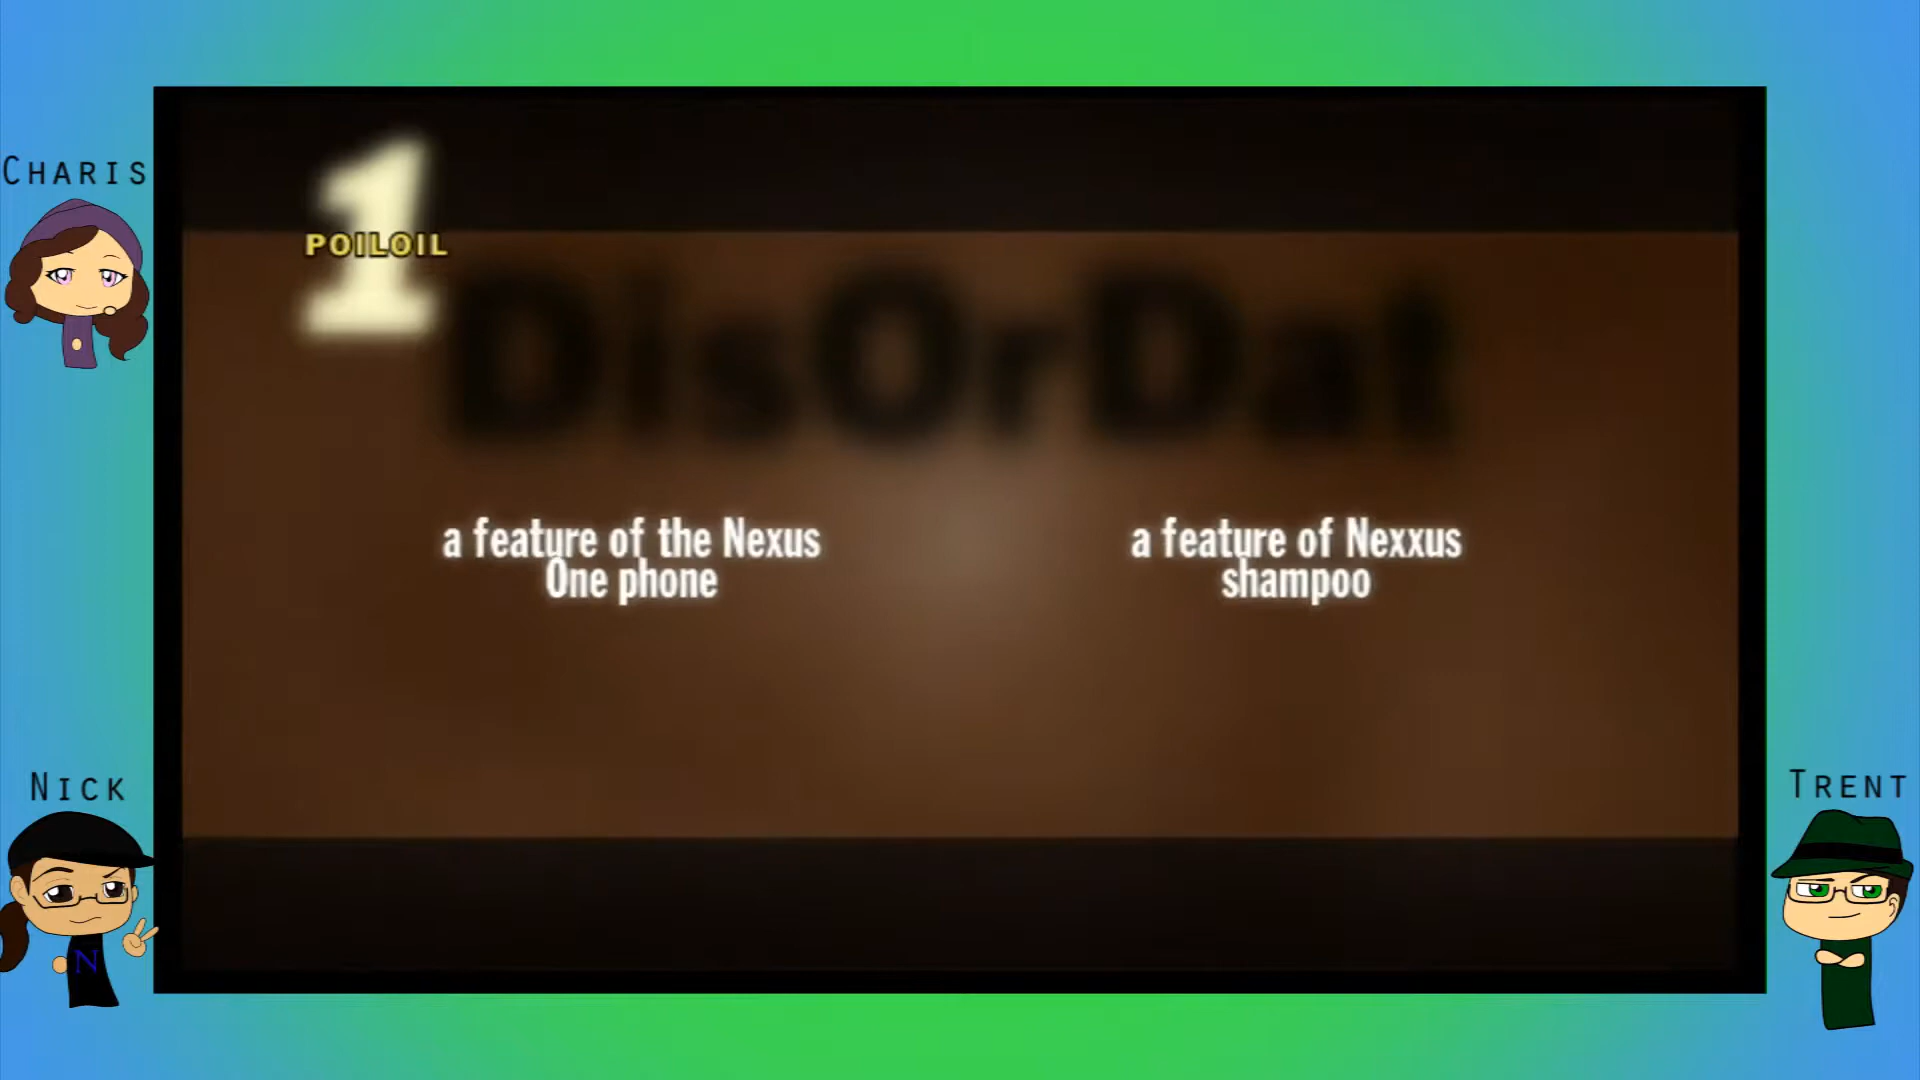 CHARIS
1
POILOIL
DisOrDat
a feature of the Nexus
One phone
a feature of Nexxus
shampoo
NICK
TRENT
N